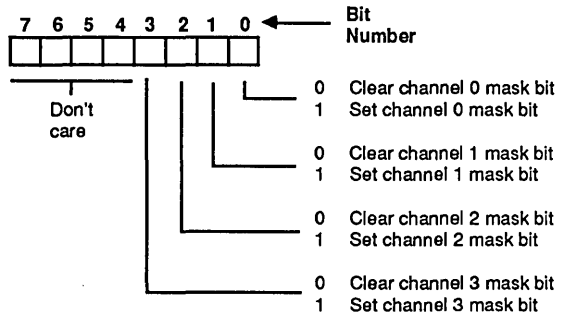 7 6 5 4 3 2 1 0
Bit
Number
Don't
care
0 Clear channel 0 mask bit
1 Set channel 0 mask bit
0 Clear channel 1 mask bit
1 Set channel 1 mask bit
0 Clear channel 2 mask bit
1 Set channel 2 mask bit
0 Clear channel 3 mask bit
1 Set channel 3 mask bit